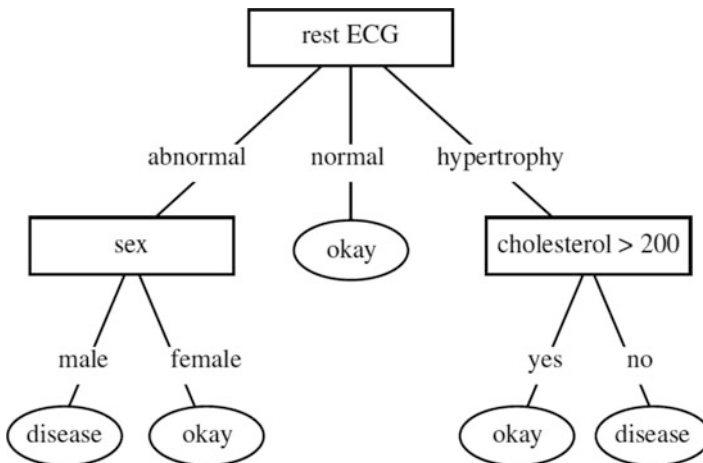 rest ECG
abnormal normal hypertrophy
sex okay cholesterol > 200
male female yes no
disease okay okay disease